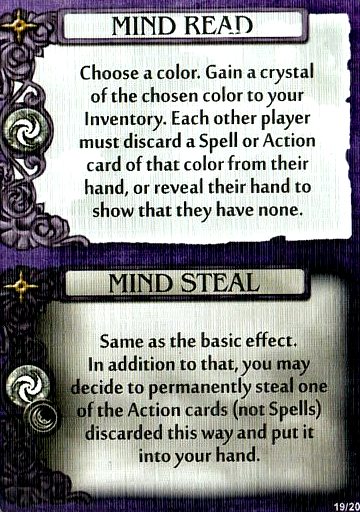 MIND READ
Choose a color. Gain a crystal
of the chosen color to your
Inventory. Each other player
must discard a Spell or Action
card of that color from their
hand, or reveal their hand to
show that they have none.
MIND STEAL
Same as the basic effect.
In addition to that, you may
decide to permanently steal one
of the Action cards (not Spells)
discarded this way and put it
into your hand.
19/20